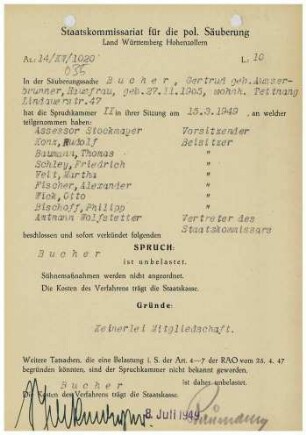 Staatskommissariat für die pol. Säuberung
Land Württemberg Hohenzollern
Az.: 14/XV/1020 L: 10
035
In der Säuberungssache B u c h e r , Gertrud geb. Ausser-
brunner, Hausfrau, geb. 27.11.1903, wohnh. Tettnang
Lindauerstr.47
hat die Spruchkammer II in ihrer Sitzung am 15.3.1949 , an welcher
teilgenommen haben:
Assessor Stockmayer Vorsitzender
Konz, Rudolf Beisitzer
Baumann, Thomas "
Schley, Friedrich "
Veit, Martha "
Fischer, Alexander "
Wick, Otto "
Bischoff, Philipp "
Amtmann Wolfstetter Vertreter des
Staatskommissars
beschlossen und sofort verkündet folgenden
SPRUCH:
B u c h e r
ist unbelastet.
Sühnemaßnahmen werden nicht angeordnet.
Die Kosten des Verfahrens trägt die Staatskasse.
Gründe:
Keinerlei Mitgliedschaft.
Weitere Tatsachen, die eine Belastung i. S. der Art. 4—7 der RAO vom 25. 4. 47
begründen könnten, sind der Spruchkammer nicht bekannt geworden.
B u c h e r ist daher unbelastet.
Die Kosten des Verfahrens trägt die Staatskasse.
8. Juli 1949